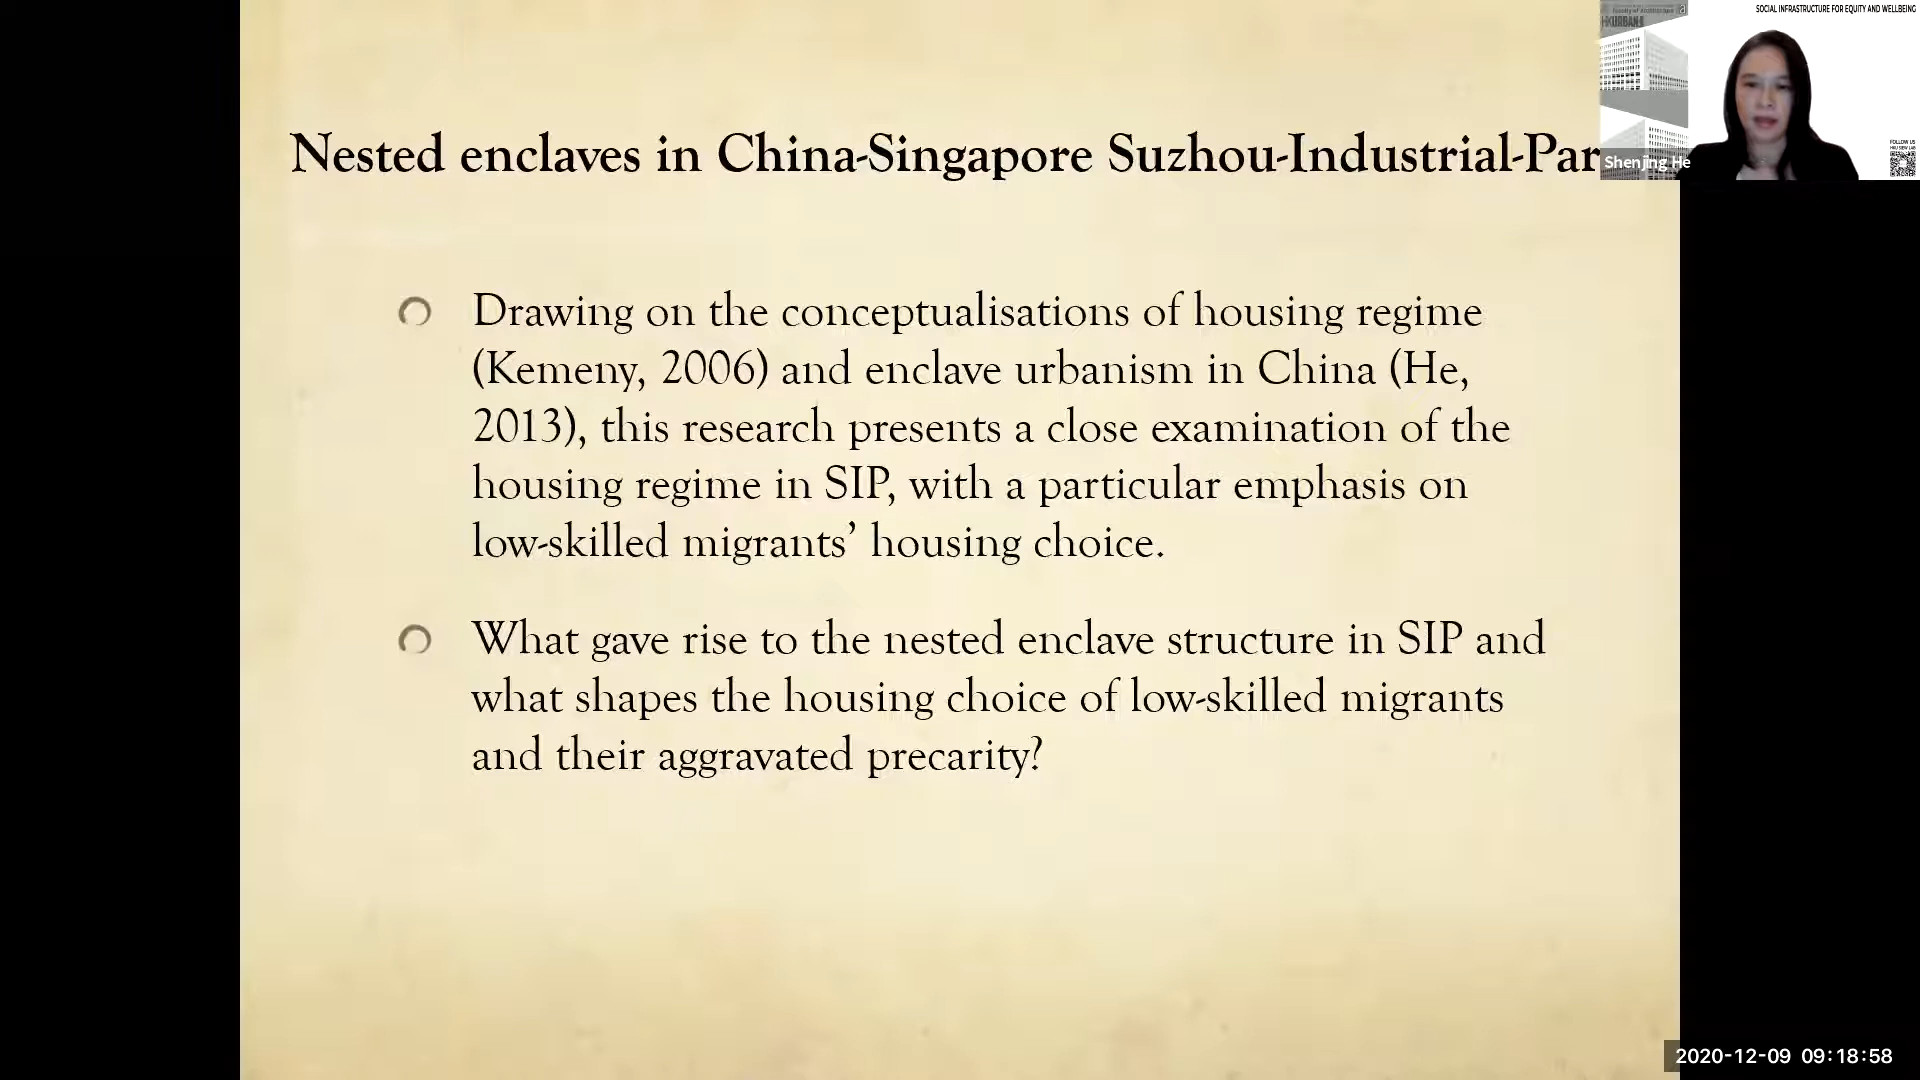 SOCIAL INFRASTRUCTURE FOR EQUITY AND WELLBEING
Nested enclaves in China-Singapore Suzhou-Industrial-Par
Shenjing He
FOLLOW US
Drawing on the conceptualisations of housing regime
(Kemeny, 2006) and enclave urbanism in China (He,
2013), this research presents a close examination of the
housing regime in SIP, with a particular emphasis on
low-skilled migrants’ housing choice.
What gave rise to the nested enclave structure in SIP and
what shapes the housing choice of low-skilled migrants
and their aggravated precarity?
2020-12-09 09:18:58